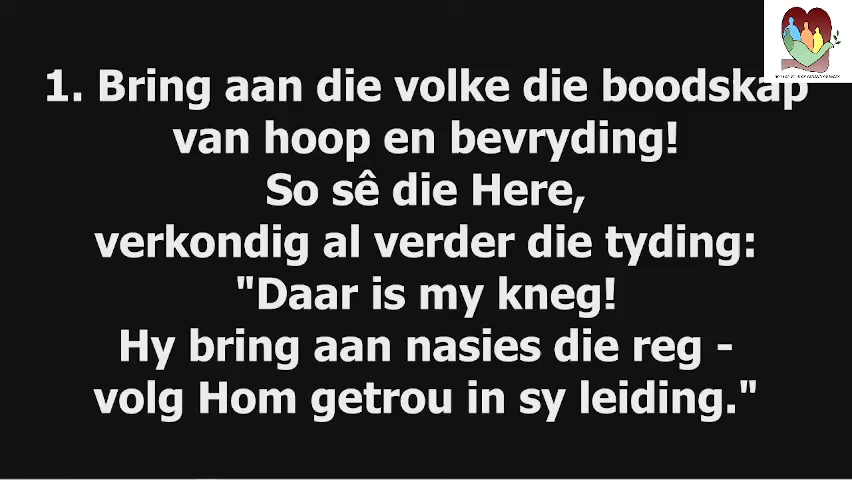 1. Bring aan die volke die boodskap
van hoop en bevryding!
So sê die Here,
verkondig al verder die tyding:
"Daar is my kneg!
Hy bring aan nasies die reg -
volg Hom getrou in sy leiding."